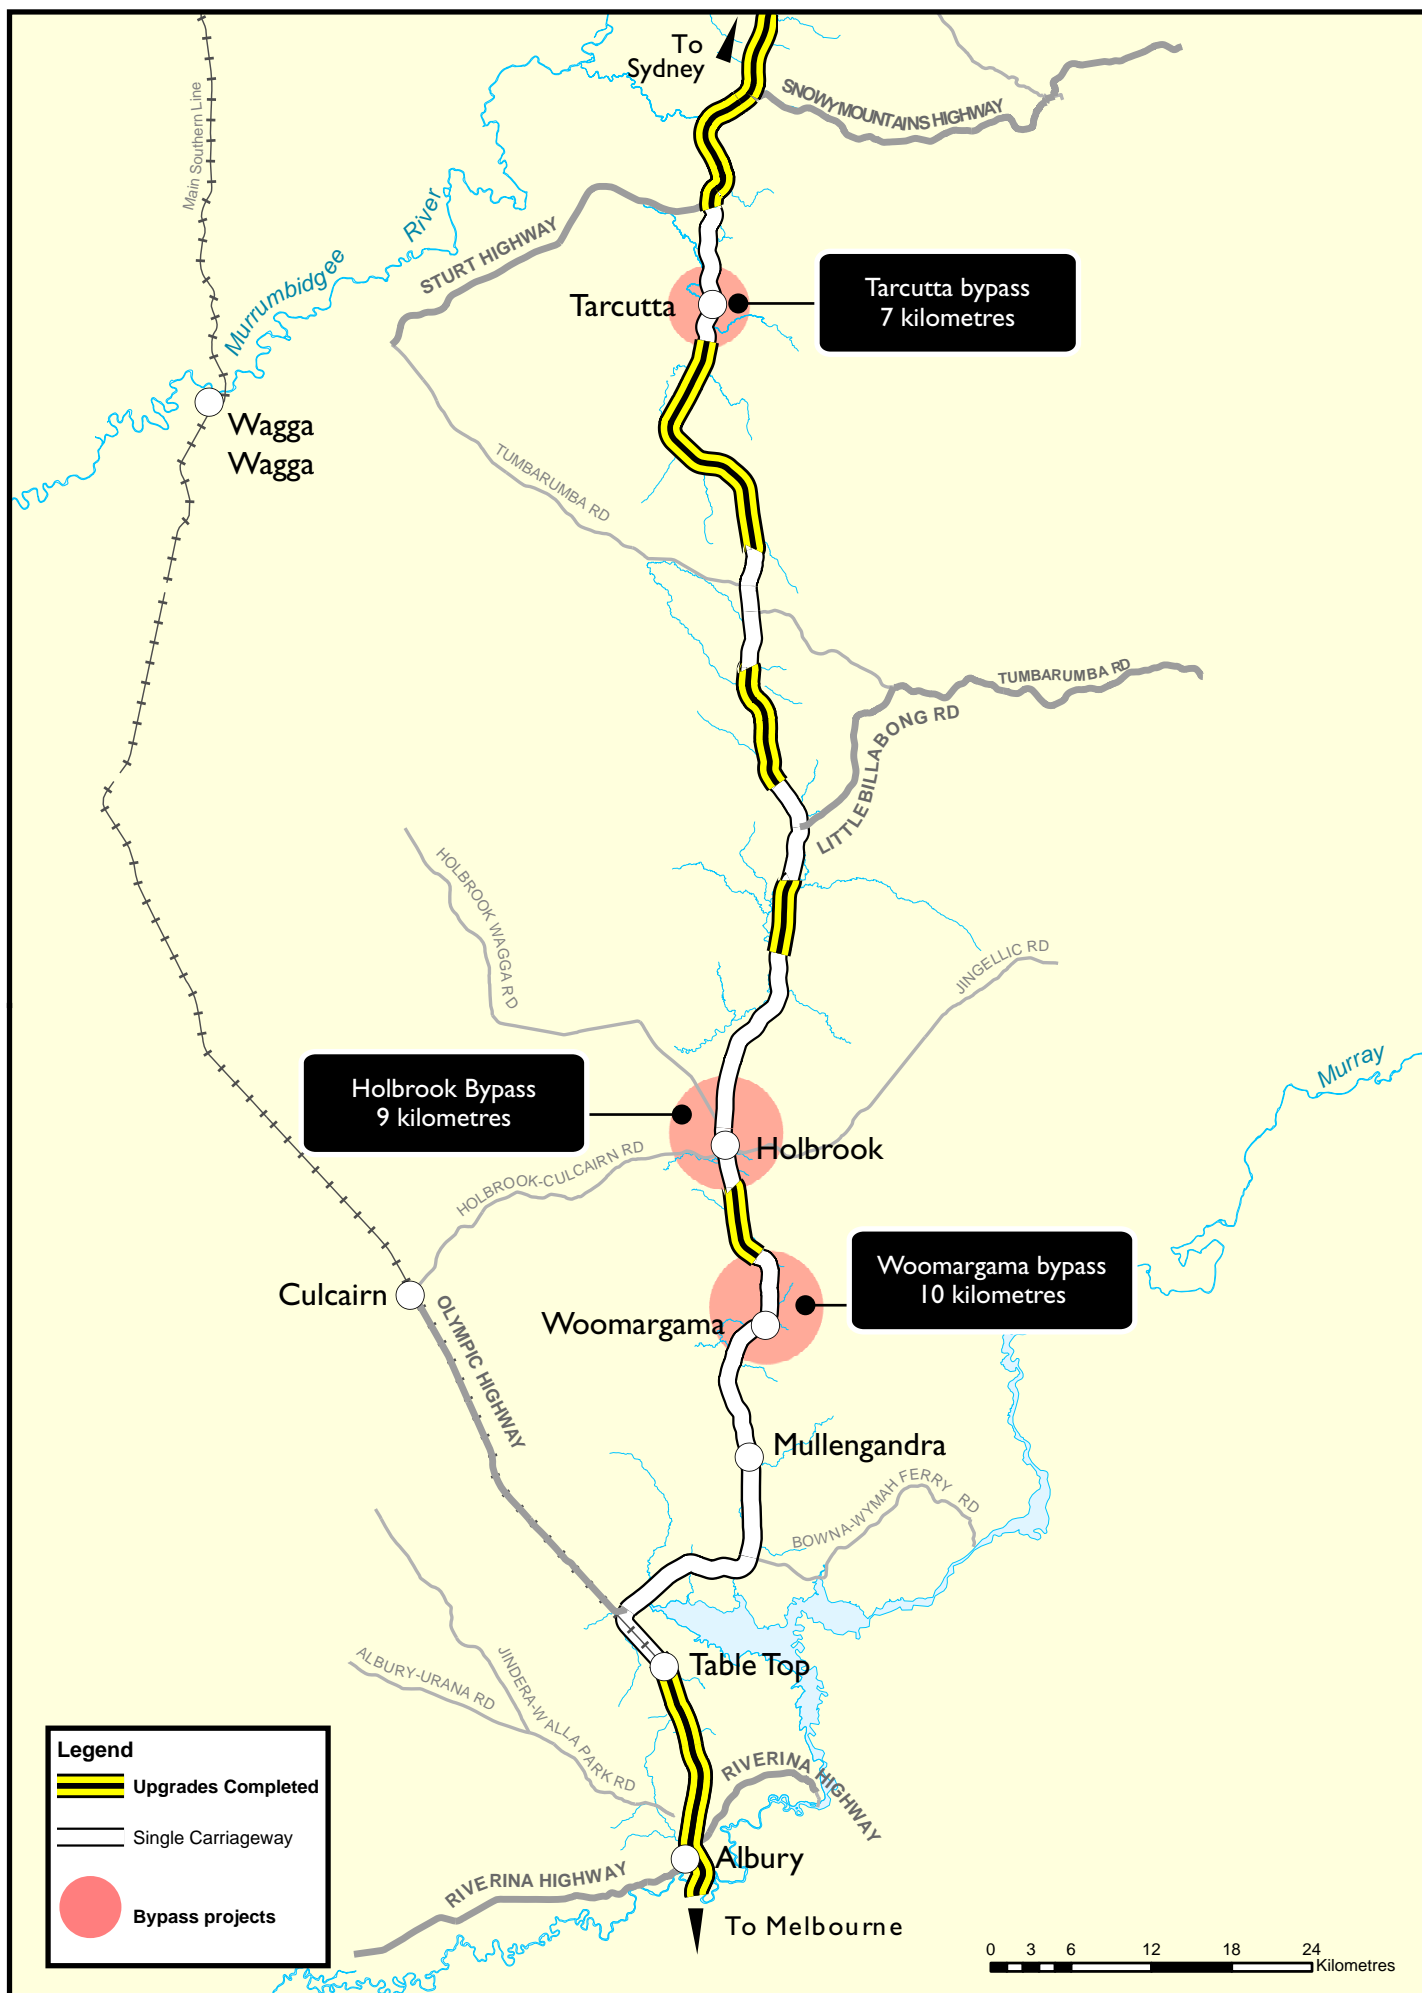 To
Sydney
SNOWY MOUNTAINS HIGHWAY
Main Southern Line
Murrumbidgee
River
STURT HIGHWAY
Tarcutta
Tarcutta bypass
7 kilometres
Wagga
Wagga
TUMBARUMBA RD
TUMBARUMBA RD
LITTLE BILLABONG RD
HOLBROOK WAGGA RD
JINGELLIC RD
Murray
Holbrook Bypass
9 kilometres
Holbrook
HOLBROOK-CULCAIRN RD
Woomargama bypass
10 kilometres
Culcairn
Woomargama
OLYMPIC HIGHWAY
Mullengandra
BOWNA-WYMAH FERRY RD
Table Top
ALBURY-URANA RD
JINDERA-WALLA PARK RD
RIVERINA HIGHWAY
Albury
RIVERINA HIGHWAY
To Melbourne
Legend
Upgrades Completed
Single Carriageway
Bypass projects
0 3 6 12 18 24
Kilometres